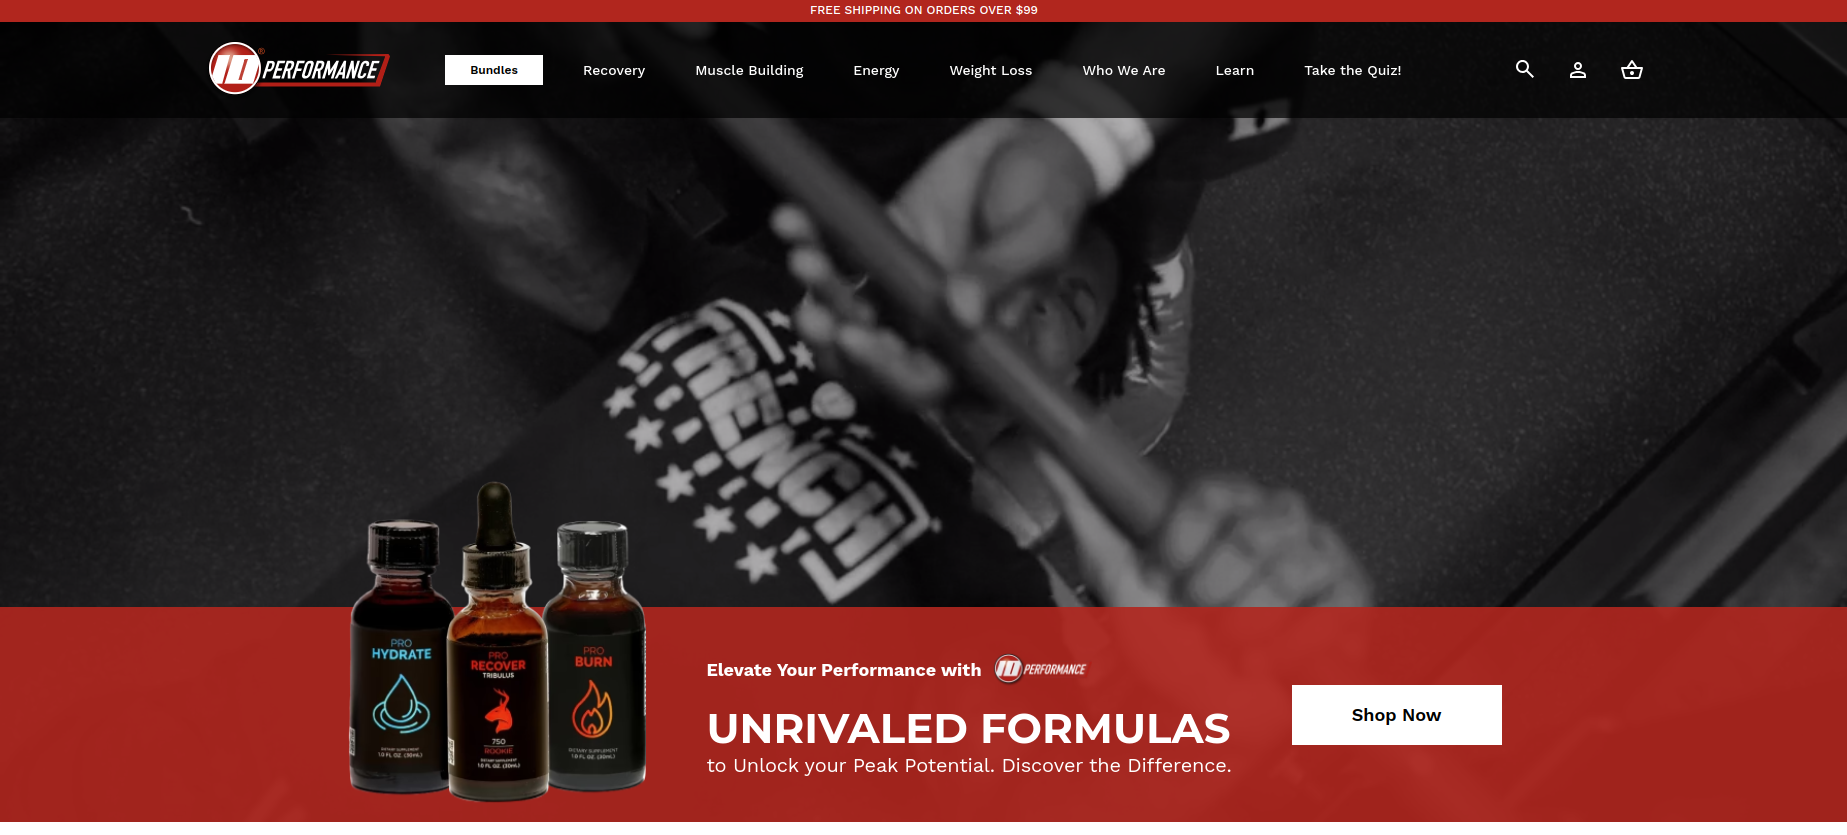 FREE SHIPPING ON ORDERS OVER $99
PERFORMANCE
Bundles
Recovery
Muscle Building
Energy
Weight Loss
Who We Are
Learn
Take the Quiz!
TRENCH
PRO
HYDRATE
DIETARY SUPPLEMENT
1.0 FL OZ. (30mL)
PRO
RECOVER
TRIBULUS
750
ROOKIE
DIETARY SUPPLEMENT
1.0 FL OZ. (30mL)
PRO
BURN
DIETARY SUPPLEMENT
1.0 FL OZ. (30mL)
Elevate Your Performance with PERFORMANCE
UNRIVALED FORMULAS
to Unlock your Peak Potential. Discover the Difference.
Shop Now